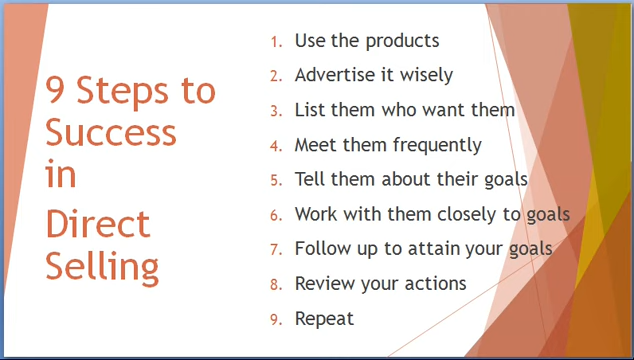 9 Steps to
Success
in
Direct
Selling
1. Use the products
2. Advertise it wisely
3. List them who want them
4. Meet them frequently
5. Tell them about their goals
6. Work with them closely to goals
7. Follow up to attain your goals
8. Review your actions
9. Repeat